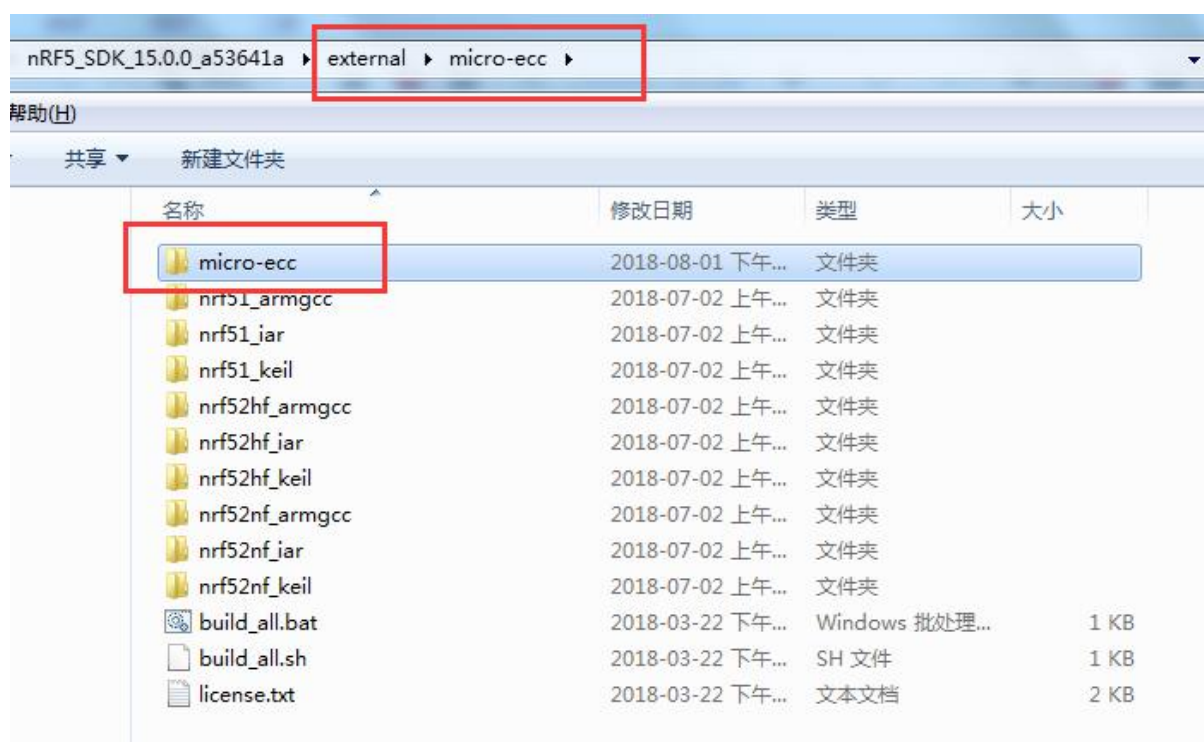 nRF5_SDK_15.0.0_a53641a ▸ external ▸ micro-ecc ▸
帮助(H)
共享 新建文件夹
名称 修改日期 类型 大小
micro-ecc 2018-08-01 下午... 文件夹
nrf51_armgcc 2018-07-02 上午... 文件夹
nrf51_iar 2018-07-02 上午... 文件夹
nrf51_keil 2018-07-02 上午... 文件夹
nrf52hf_armgcc 2018-07-02 上午... 文件夹
nrf52hf_iar 2018-07-02 上午... 文件夹
nrf52hf_keil 2018-07-02 上午... 文件夹
nrf52nf_armgcc 2018-07-02 上午... 文件夹
nrf52nf_iar 2018-07-02 上午... 文件夹
nrf52nf_keil 2018-07-02 上午... 文件夹
build_all.bat 2018-03-22 下午... Windows 批处理... 1 KB
build_all.sh 2018-03-22 下午... SH 文件 1 KB
license.txt 2018-03-22 下午... 文本文档 2 KB